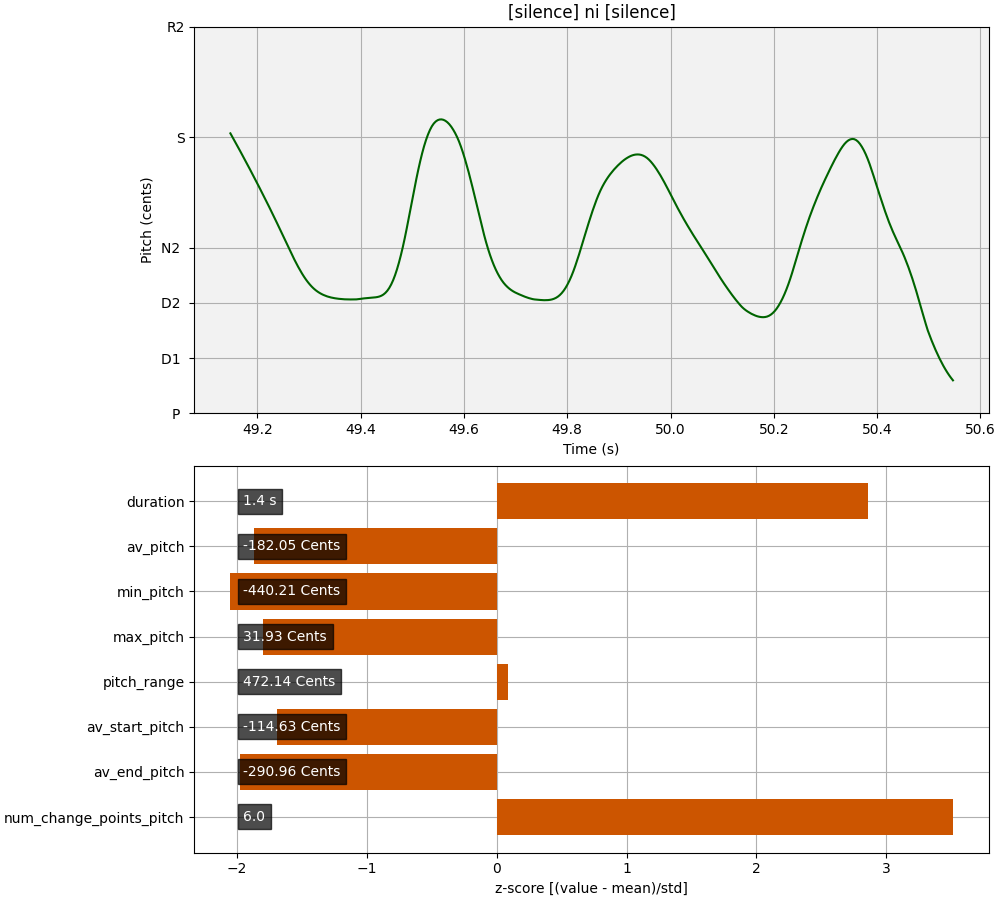 [silence] ni [silence]
R2
S
N2
D2
D1
P
Pitch (cents)
49.2 49.4 49.6 49.8 50.0 50.2 50.4 50.6
Time (s)
duration 1.4 s
av_pitch -182.05 Cents
min_pitch -440.21 Cents
max_pitch 31.93 Cents
pitch_range 472.14 Cents
av_start_pitch -114.63 Cents
av_end_pitch -290.96 Cents
num_change_points_pitch 6.0
−2 −1 0 1 2 3
z-score [(value - mean)/std]